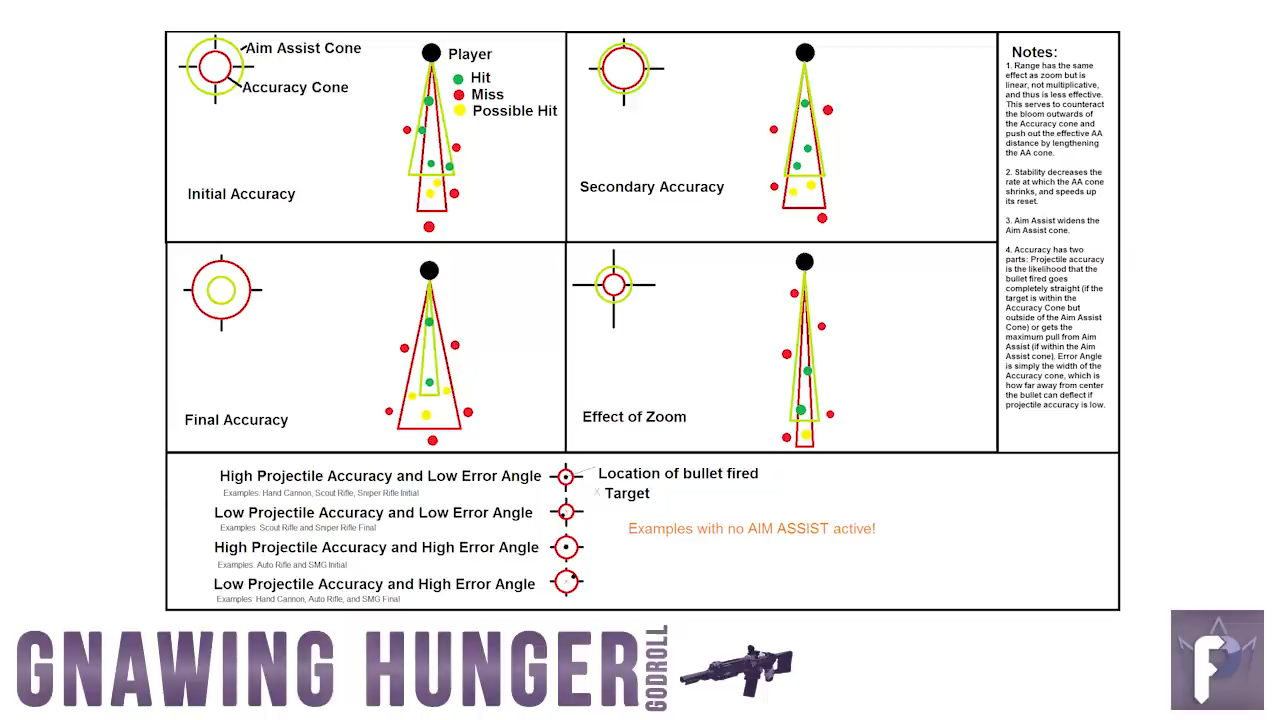 Aim Assist Cone
Accuracy Cone
Player
Hit
Miss
Possible Hit
Initial Accuracy
Secondary Accuracy
Final Accuracy
Effect of Zoom
Notes:
1. Range has the same
effect as zoom but is
linear, not multiplicative,
and thus is less effective.
This serves to counteract
the bloom outwards of
the Accuracy cone and
push out the effective AA
distance by lengthening
the AA cone.
2. Stability decreases the
rate at which the AA cone
shrinks, and speeds up
its reset.
3. Aim Assist widens the
Aim Assist cone.
4. Accuracy has two
parts: Projectile accuracy
is the likelihood that the
bullet fired goes
completely straight (if the
target is within the
Accuracy Cone but
outside of the Aim Assist
Cone) or gets the
maximum pull from Aim
Assist (if within the Aim
Assist cone). Error Angle
is simply the width of the
Accuracy cone, which is
how far away from center
the bullet can deflect if
projectile accuracy is low.
High Projectile Accuracy and Low Error Angle
Examples: Hand Cannon, Scout Rifle, Sniper Rifle Initial
Low Projectile Accuracy and Low Error Angle
Examples: Scout Rifle and Sniper Rifle Final
High Projectile Accuracy and High Error Angle
Examples: Auto Rifle and SMG Initial
Low Projectile Accuracy and High Error Angle
Examples: Hand Cannon, Auto Rifle, and SMG Final
Location of bullet fired
X Target
Examples with no AIM ASSIST active!
GNAWING HUNGER
GODROLL
F